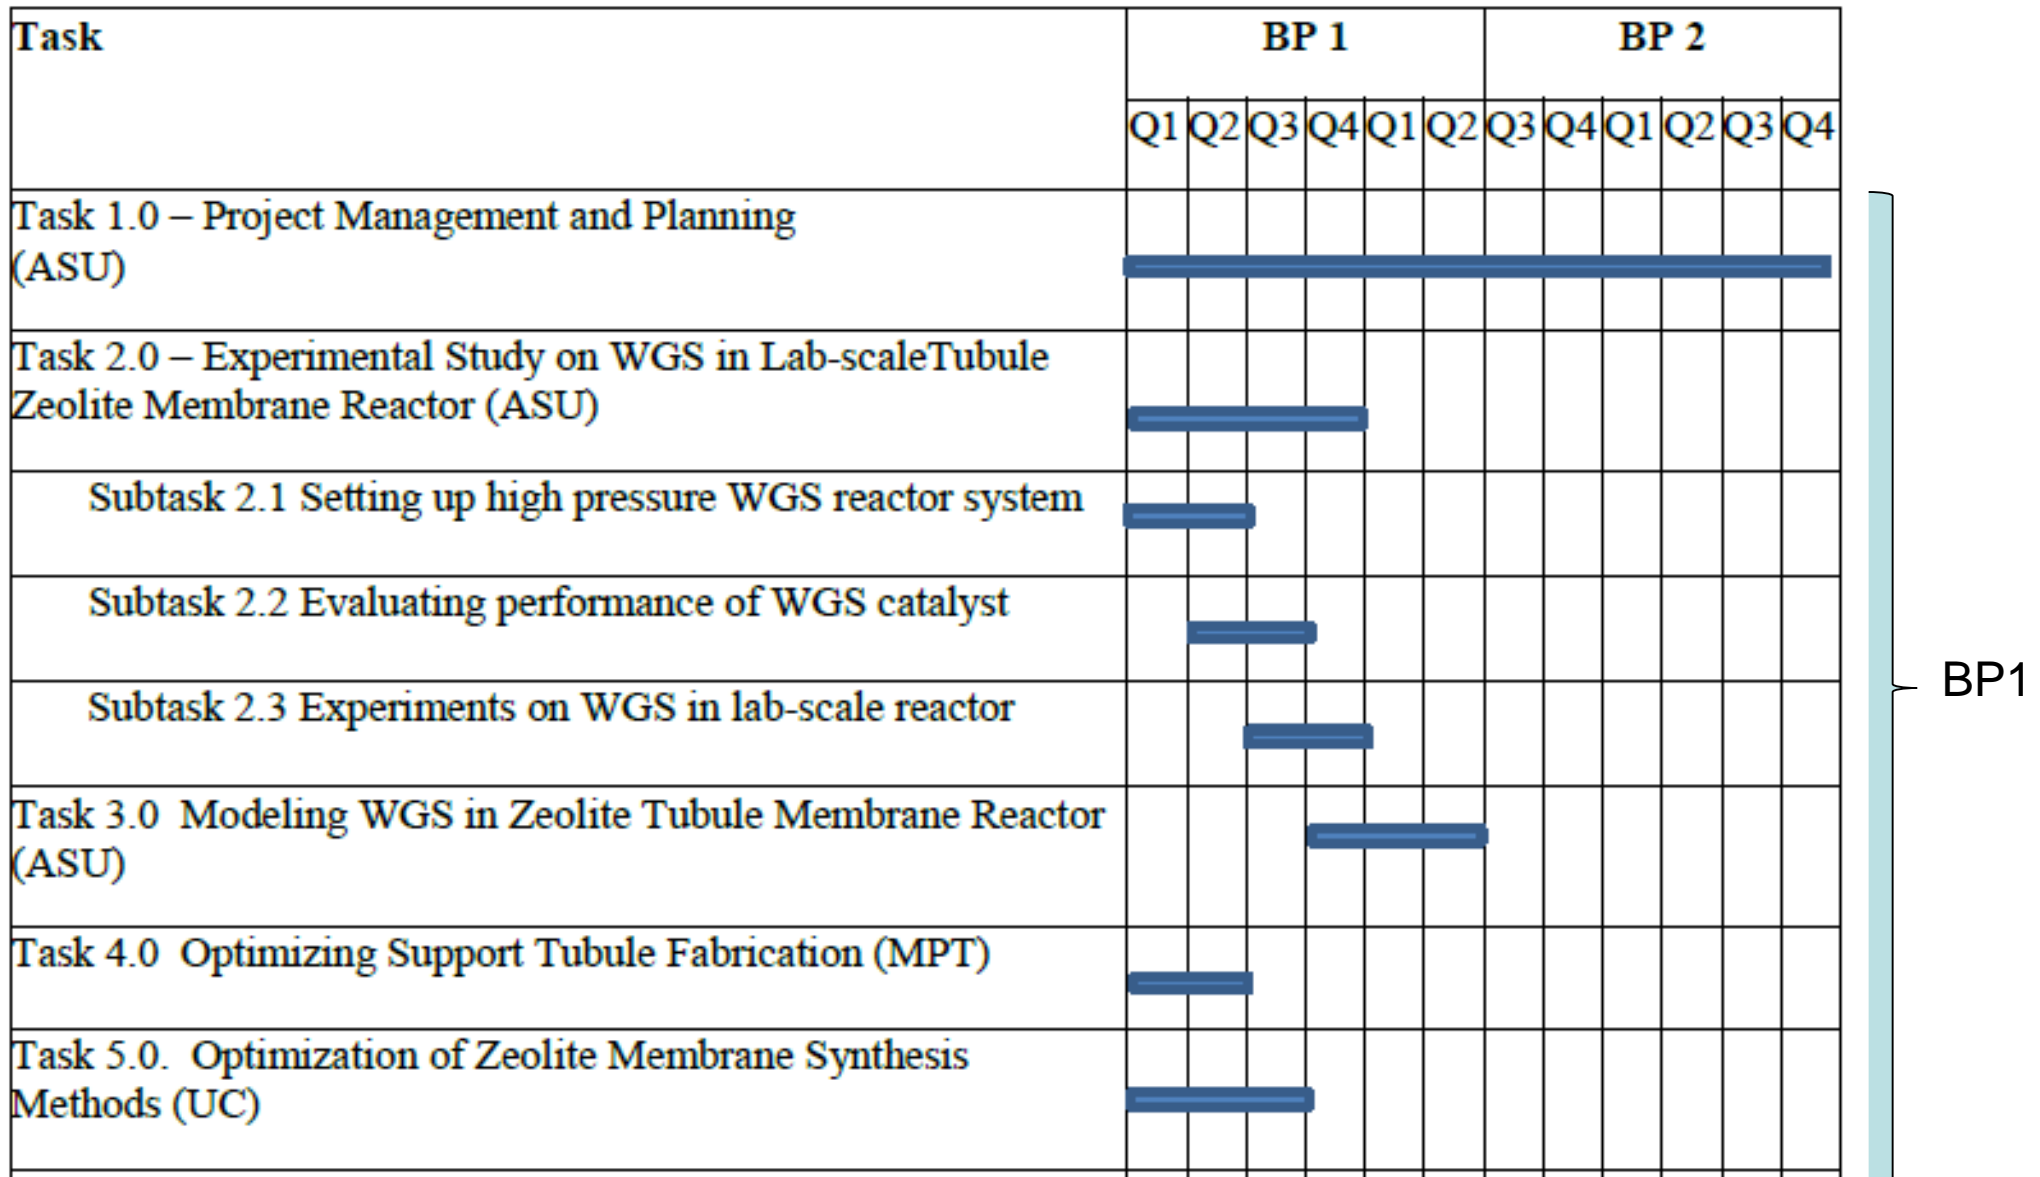 Task BP 1 BP 2
Q1 Q2 Q3 Q4 Q1 Q2 Q3 Q4 Q1 Q2 Q3 Q4
Task 1.0 – Project Management and Planning
(ASU)
Task 2.0 – Experimental Study on WGS in Lab-scaleTubule
Zeolite Membrane Reactor (ASU)
Subtask 2.1 Setting up high pressure WGS reactor system
Subtask 2.2 Evaluating performance of WGS catalyst
Subtask 2.3 Experiments on WGS in lab-scale reactor
Task 3.0 Modeling WGS in Zeolite Tubule Membrane Reactor
(ASU)
Task 4.0 Optimizing Support Tubule Fabrication (MPT)
Task 5.0. Optimization of Zeolite Membrane Synthesis
Methods (UC)
BP1